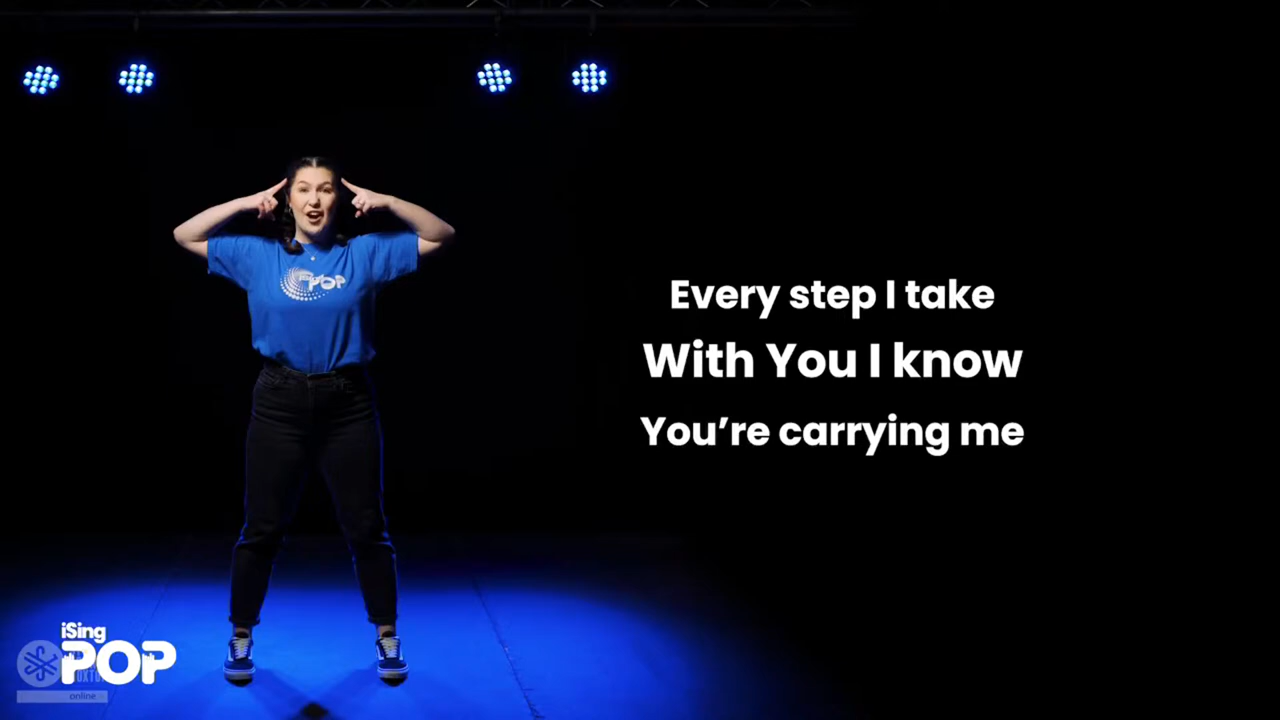 Every step I take
With You I know
You're carrying me
POP
iSing
POP
online